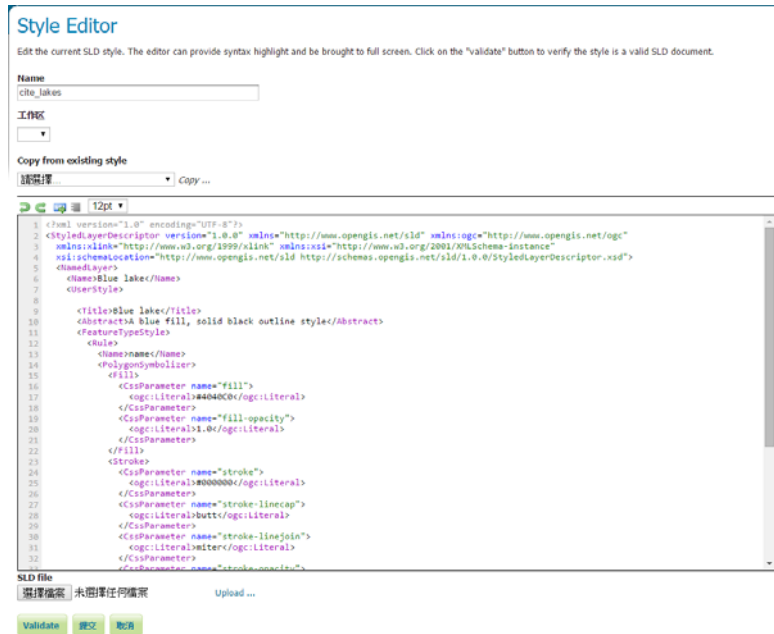 Style Editor
Edit the current SLD style. The editor can provide syntax highlight and be brought to full screen. Click on the "validate" button to verify the style is a valid SLD document.
Name
cite_lakes
工作区
Copy from existing style
請選擇... Copy ...
12pt
1 <?xml version="1.0" encoding="UTF-8"?>
2 <StyledLayerDescriptor version="1.0.0" xmlns="http://www.opengis.net/sld" xmlns:ogc="http://www.opengis.net/ogc"
3 xmlns:xlink="http://www.w3.org/1999/xlink" xmlns:xsi="http://www.w3.org/2001/XMLSchema-instance"
4 xsi:schemaLocation="http://www.opengis.net/sld http://schemas.opengis.net/sld/1.0.0/StyledLayerDescriptor.xsd">
5 <NamedLayer>
6 <Name>Blue lake</Name>
7 <UserStyle>
8
9 <Title>Blue lake</Title>
10 <Abstract>A blue fill, solid black outline style</Abstract>
11 <FeatureTypeStyle>
12 <Rule>
13 <Name>name</Name>
14 <PolygonSymbolizer>
15 <Fill>
16 <CssParameter name="fill">
17 <ogc:Literal>#4040C0</ogc:Literal>
18 </CssParameter>
19 <CssParameter name="fill-opacity">
20 <ogc:Literal>1.0</ogc:Literal>
21 </CssParameter>
22 </Fill>
23 <Stroke>
24 <CssParameter name="stroke">
25 <ogc:Literal>#000000</ogc:Literal>
26 </CssParameter>
27 <CssParameter name="stroke-linecap">
28 <ogc:Literal>butt</ogc:Literal>
29 </CssParameter>
30 <CssParameter name="stroke-linejoin">
31 <ogc:Literal>miter</ogc:Literal>
32 </CssParameter>
<CssParameter name="stroke-opacity">
SLD file
選擇檔案 未選擇任何檔案 Upload ...
Validate 提交 取消